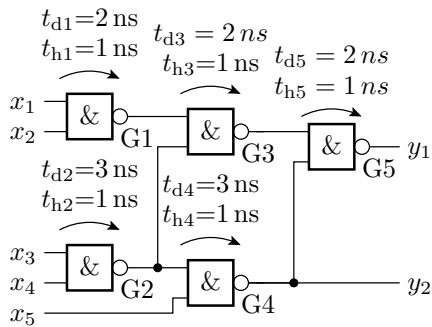 t_d1=2 ns
t_h1=1 ns
t_d3 = 2 ns
t_h3=1 ns
t_d5 = 2 ns
t_h5 = 1 ns
x_1
x_2
&
G1
&
G3
&
G5
y_1
t_d2=3 ns
t_h2=1 ns
t_d4=3 ns
t_h4=1 ns
x_3
x_4
x_5
&
G2
&
G4
y_2